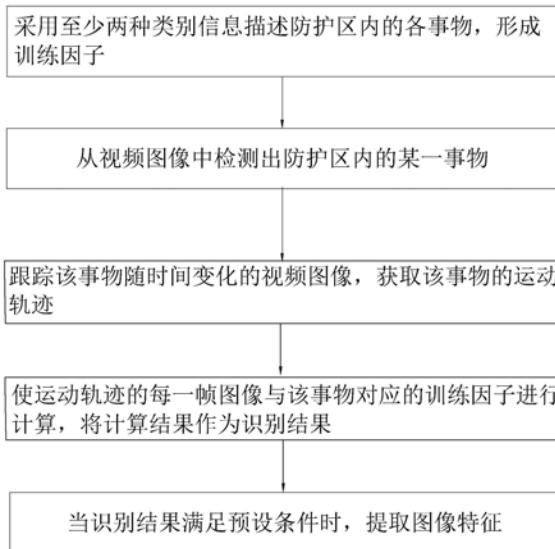 采用至少两种类别信息描述防护区内的各事物，形成
训练因子
从视频图像中检测出防护区内的某一事物
跟踪该事物随时间变化的视频图像，获取该事物的运动
轨迹
使运动轨迹的每一帧图像与该事物对应的训练因子进行
计算，将计算结果作为识别结果
当识别结果满足预设条件时，提取图像特征